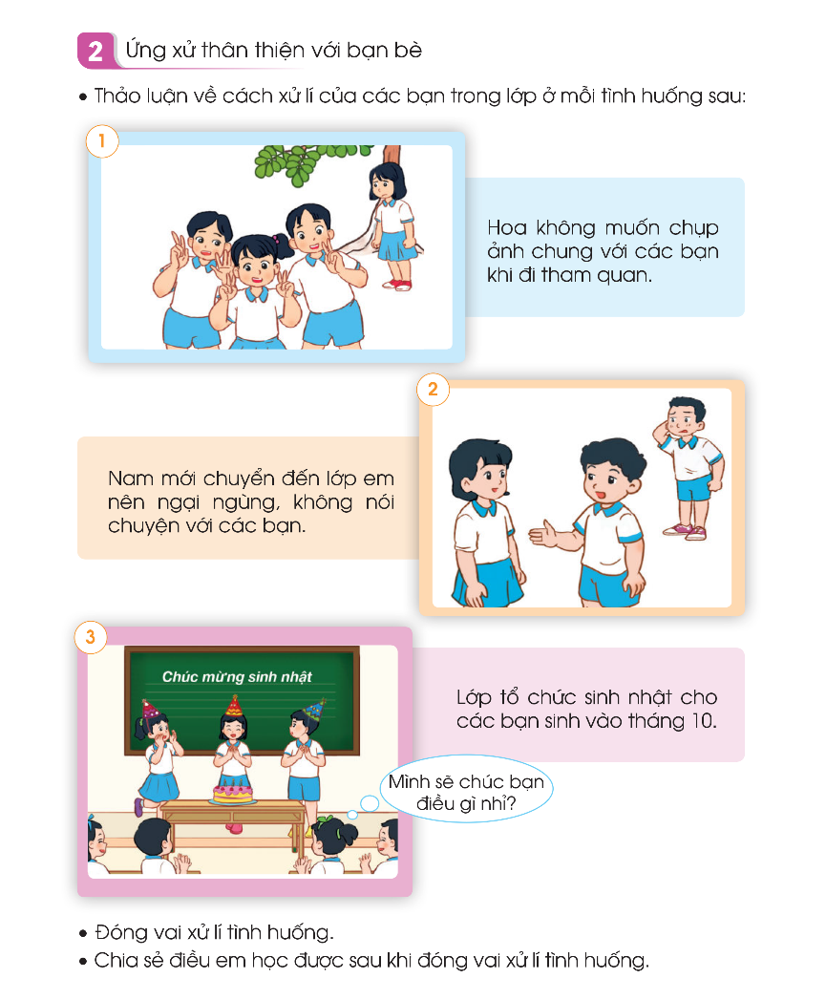 2 Ứng xử thân thiện với bạn bè
• Thảo luận về cách xử lí của các bạn trong lớp ở mỗi tình huống sau:
1
Hoa không muốn chụp
ảnh chung với các bạn
khi đi tham quan.
2
Nam mới chuyển đến lớp em
nên ngại ngùng, không nói
chuyện với các bạn.
3
Chúc mừng sinh nhật
Lớp tổ chức sinh nhật cho
các bạn sinh vào tháng 10.
Mình sẽ chúc bạn
điều gì nhỉ?
• Đóng vai xử lí tình huống.
• Chia sẻ điều em học được sau khi đóng vai xử lí tình huống.